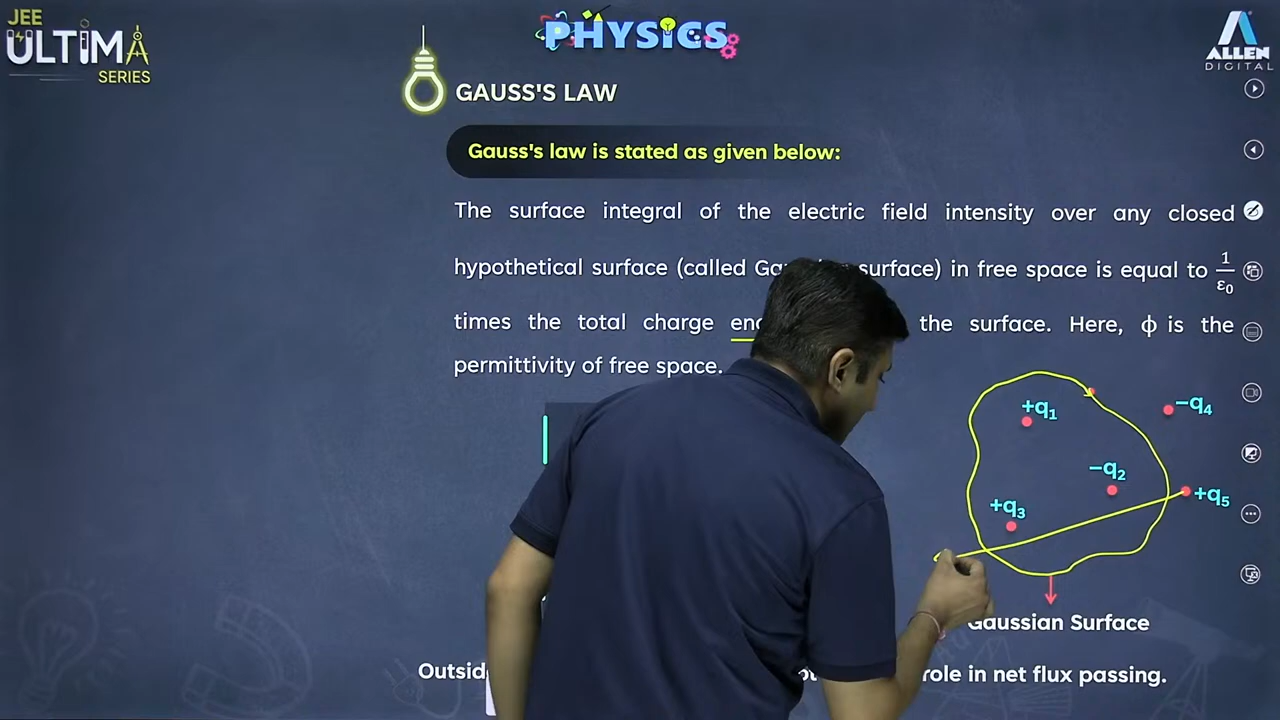 JEE
ULTIMA
SERIES
PHYSICS
ALLEN
DIGITAL
GAUSS'S LAW
Gauss's law is stated as given below:
The surface integral of the electric field intensity over any closed
hypothetical surface (called surface) in free space is equal to 1/ε₀
times the total charge the surface. Here, ϕ is the
permittivity of free space.
+q₁
−q₄
−q₂
+q₅
+q₃
Gaussian Surface
role in net flux passing.